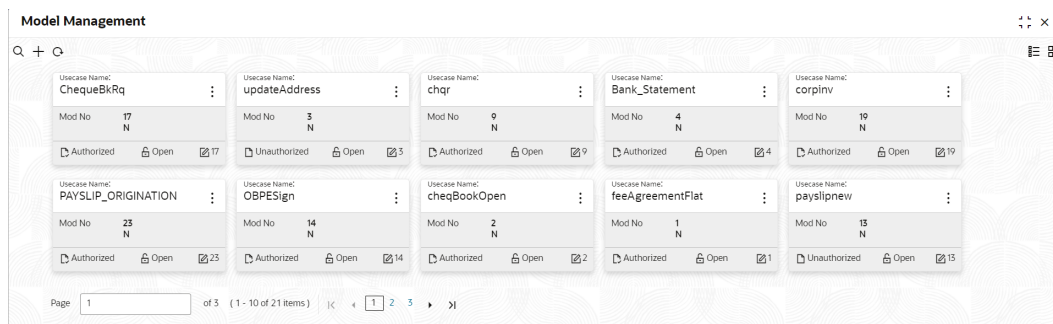 Model Management
Usecase Name: Usecase Name: Usecase Name: Usecase Name: Usecase Name:
ChequeBkRq updateAddress chqr Bank_Statement corpinv
Mod No 17 Mod No 3 Mod No 9 Mod No 4 Mod No 19
N N N N N
Authorized Open 17 Unauthorized Open 3 Authorized Open 9 Authorized Open 4 Authorized Open 19
Usecase Name: Usecase Name: Usecase Name: Usecase Name: Usecase Name:
PAYSLIP_ORIGINATION OBPESign cheqBookOpen feeAgreementFlat payslipnew
Mod No 23 Mod No 14 Mod No 2 Mod No 1 Mod No 13
N N N N N
Authorized Open 23 Authorized Open 14 Authorized Open 2 Authorized Open 1 Unauthorized Open 13
Page 1 of 3 ( 1 - 10 of 21 items ) 1 2 3